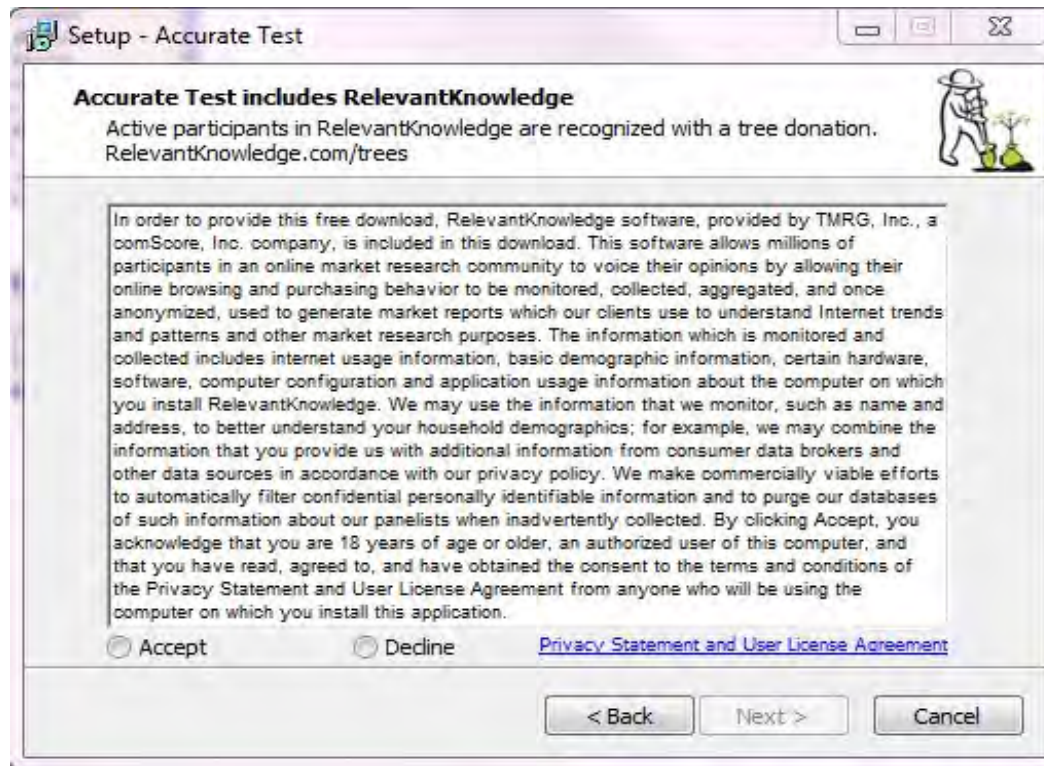 Setup - Accurate Test
Accurate Test includes RelevantKnowledge
Active participants in RelevantKnowledge are recognized with a tree donation.
RelevantKnowledge.com/trees
In order to provide this free download, RelevantKnowledge software, provided by TMRG, Inc., a
comScore, Inc. company, is included in this download. This software allows millions of
participants in an online market research community to voice their opinions by allowing their
online browsing and purchasing behavior to be monitored, collected, aggregated, and once
anonymized, used to generate market reports which our clients use to understand Internet trends
and patterns and other market research purposes. The information which is monitored and
collected includes internet usage information, basic demographic information, certain hardware,
software, computer configuration and application usage information about the computer on which
you install RelevantKnowledge. We may use the information that we monitor, such as name and
address, to better understand your household demographics; for example, we may combine the
information that you provide us with additional information from consumer data brokers and
other data sources in accordance with our privacy policy. We make commercially viable efforts
to automatically filter confidential personally identifiable information and to purge our databases
of such information about our panelists when inadvertently collected. By clicking Accept, you
acknowledge that you are 18 years of age or older, an authorized user of this computer, and
that you have read, agreed to, and have obtained the consent to the terms and conditions of
the Privacy Statement and User License Agreement from anyone who will be using the
computer on which you install this application.
Accept Decline Privacy Statement and User License Agreement
< Back Next > Cancel